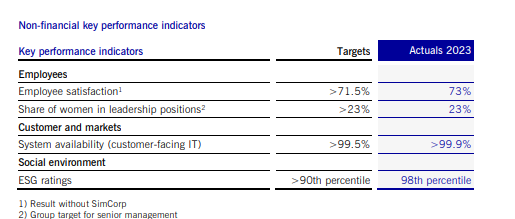 Non-financial key performance indicators
Key performance indicators Targets Actuals 2023
Employees
Employee satisfaction¹ >71.5% 73%
Share of women in leadership positions² >23% 23%
Customer and markets
System availability (customer-facing IT) >99.5% >99.9%
Social environment
ESG ratings >90th percentile 98th percentile
1) Result without SimCorp
2) Group target for senior management